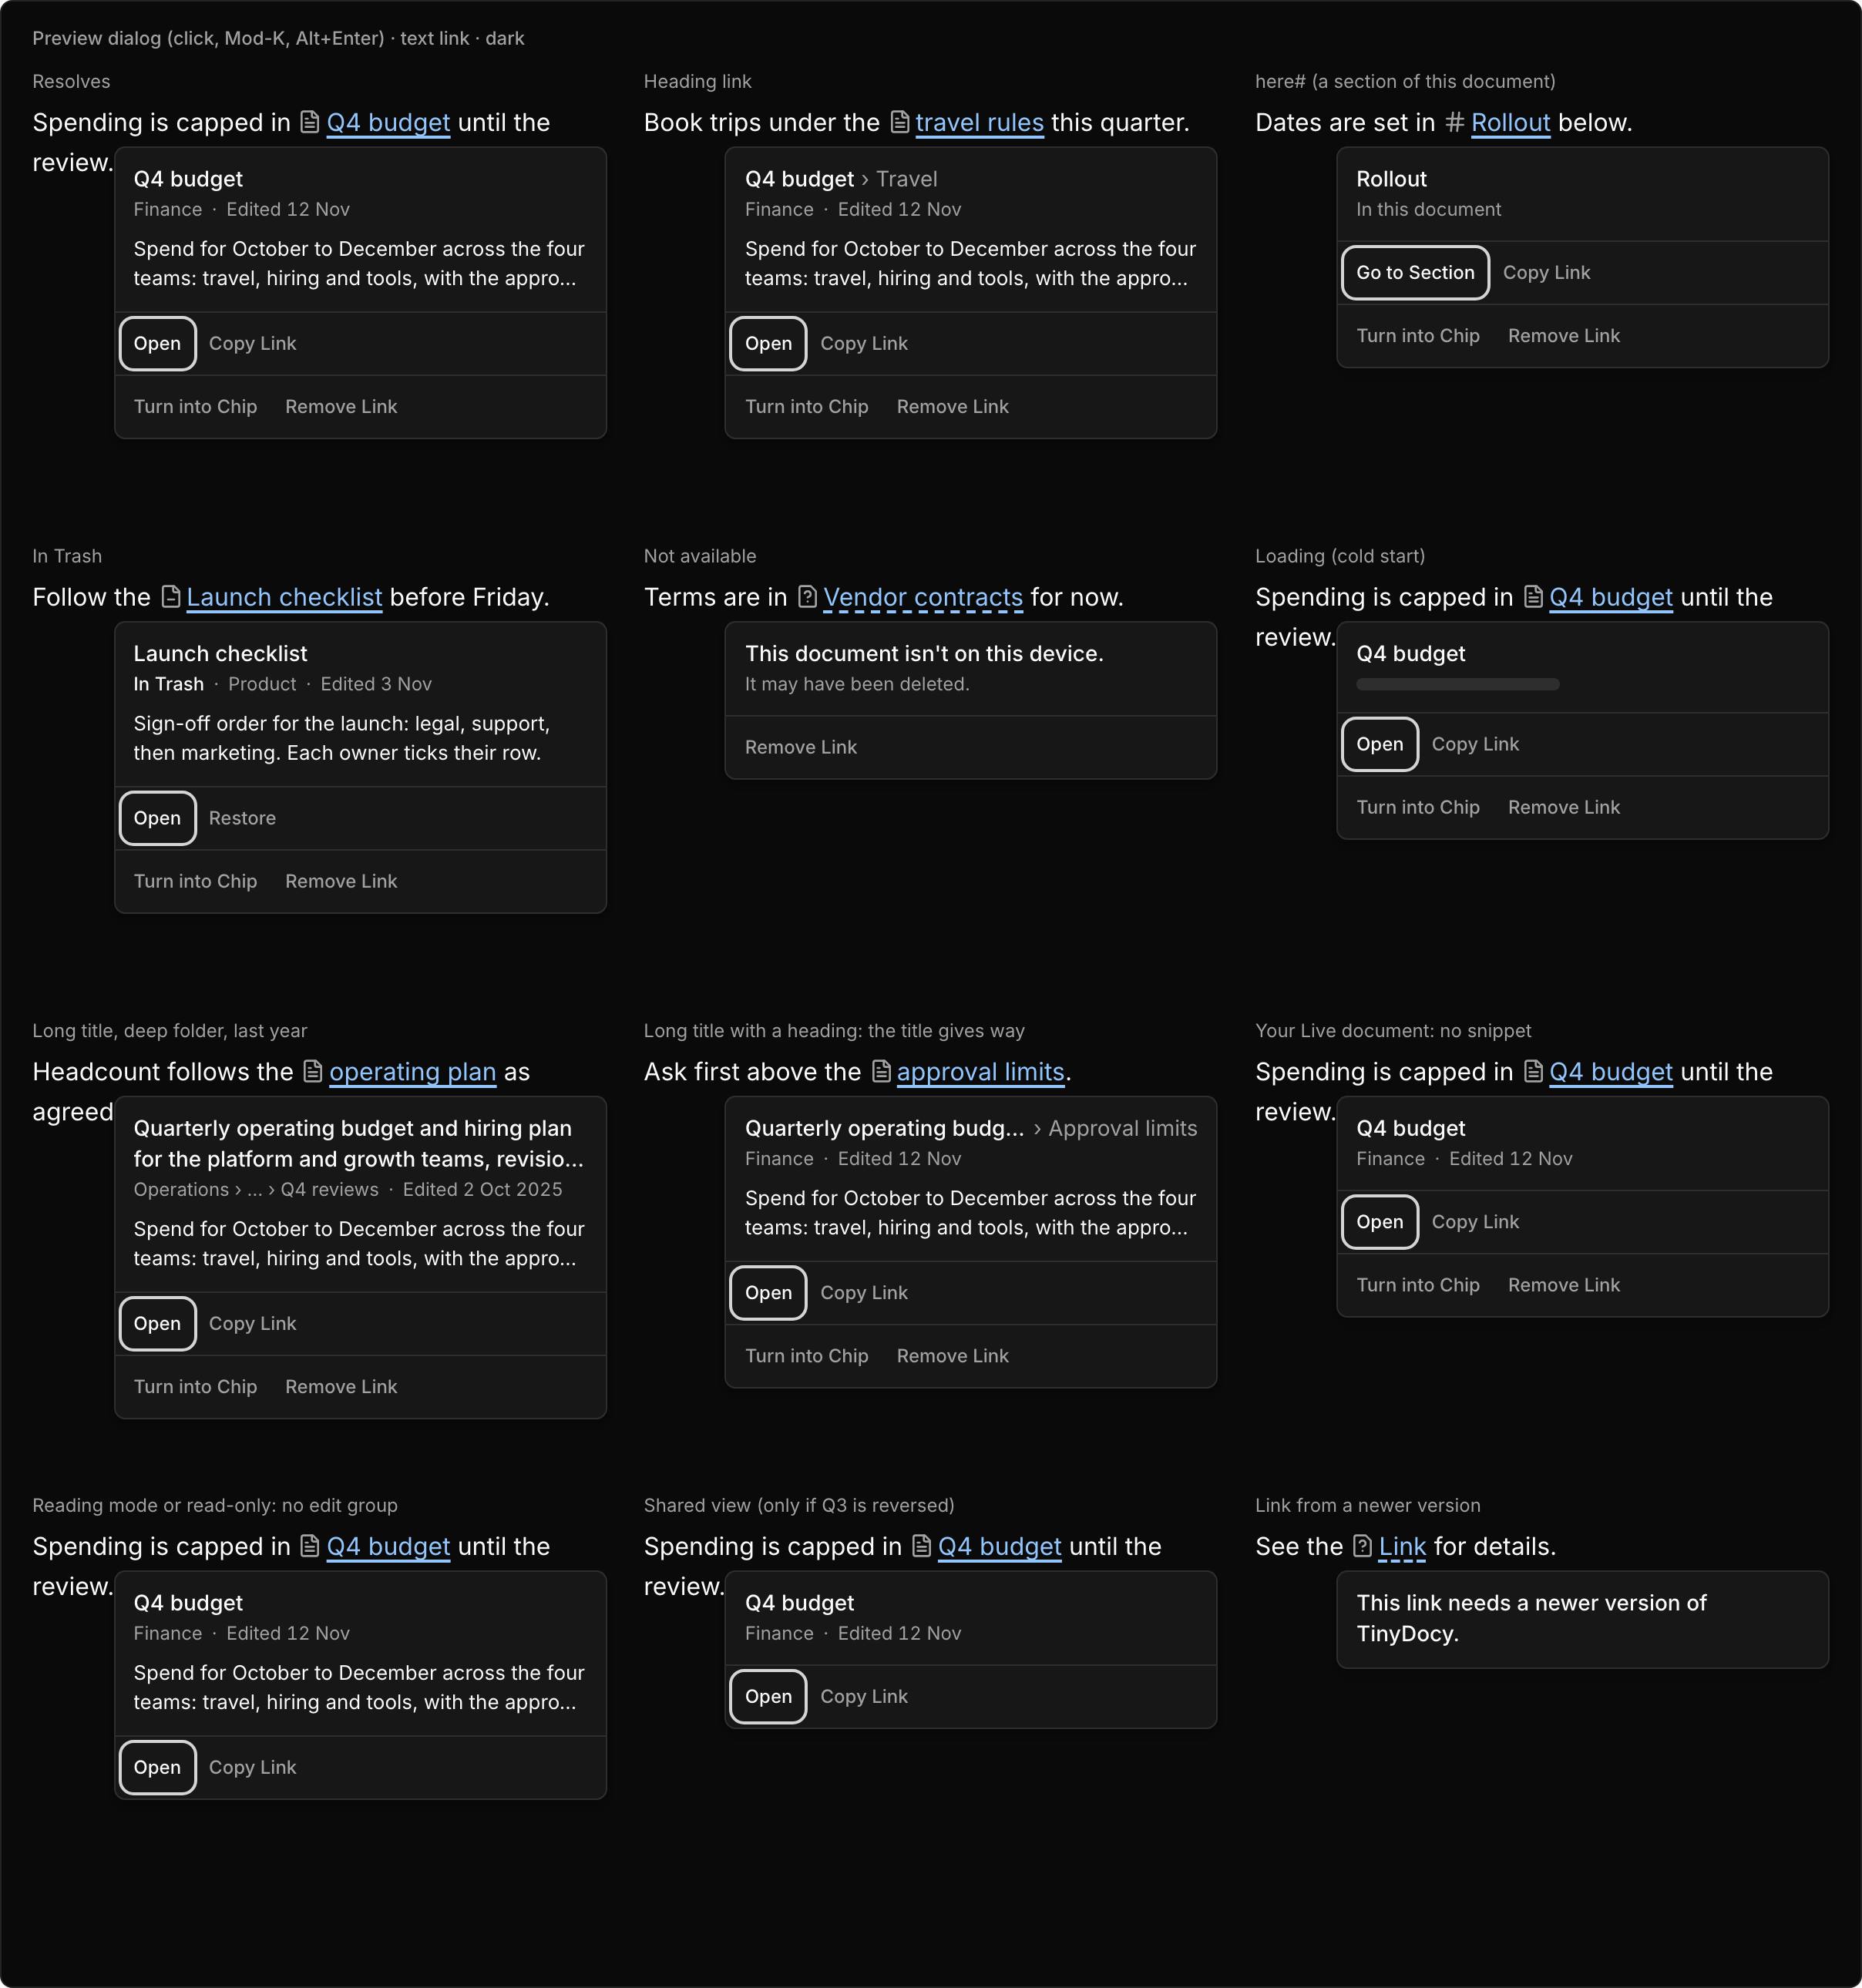 Preview dialog (click, Mod-K, Alt+Enter) · text link · dark
Resolves
Spending is capped in Q4 budget until the
review.
Q4 budget
Finance · Edited 12 Nov
Spend for October to December across the four
teams: travel, hiring and tools, with the appro...
Open Copy Link
Turn into Chip Remove Link
Heading link
Book trips under the travel rules this quarter.
Q4 budget › Travel
Finance · Edited 12 Nov
Spend for October to December across the four
teams: travel, hiring and tools, with the appro...
Open Copy Link
Turn into Chip Remove Link
here# (a section of this document)
Dates are set in # Rollout below.
Rollout
In this document
Go to Section Copy Link
Turn into Chip Remove Link
In Trash
Follow the Launch checklist before Friday.
Launch checklist
In Trash · Product · Edited 3 Nov
Sign-off order for the launch: legal, support,
then marketing. Each owner ticks their row.
Open Restore
Turn into Chip Remove Link
Not available
Terms are in Vendor contracts for now.
This document isn't on this device.
It may have been deleted.
Remove Link
Loading (cold start)
Spending is capped in Q4 budget until the
review.
Q4 budget
Open Copy Link
Turn into Chip Remove Link
Long title, deep folder, last year
Headcount follows the operating plan as
agreed
Quarterly operating budget and hiring plan
for the platform and growth teams, revisio...
Operations › ... › Q4 reviews · Edited 2 Oct 2025
Spend for October to December across the four
teams: travel, hiring and tools, with the appro...
Open Copy Link
Turn into Chip Remove Link
Long title with a heading: the title gives way
Ask first above the approval limits.
Quarterly operating budg... › Approval limits
Finance · Edited 12 Nov
Spend for October to December across the four
teams: travel, hiring and tools, with the appro...
Open Copy Link
Turn into Chip Remove Link
Your Live document: no snippet
Spending is capped in Q4 budget until the
review.
Q4 budget
Finance · Edited 12 Nov
Open Copy Link
Turn into Chip Remove Link
Reading mode or read-only: no edit group
Spending is capped in Q4 budget until the
review.
Q4 budget
Finance · Edited 12 Nov
Spend for October to December across the four
teams: travel, hiring and tools, with the appro...
Open Copy Link
Shared view (only if Q3 is reversed)
Spending is capped in Q4 budget until the
review.
Q4 budget
Finance · Edited 12 Nov
Open Copy Link
Link from a newer version
See the Link for details.
This link needs a newer version of
TinyDocy.